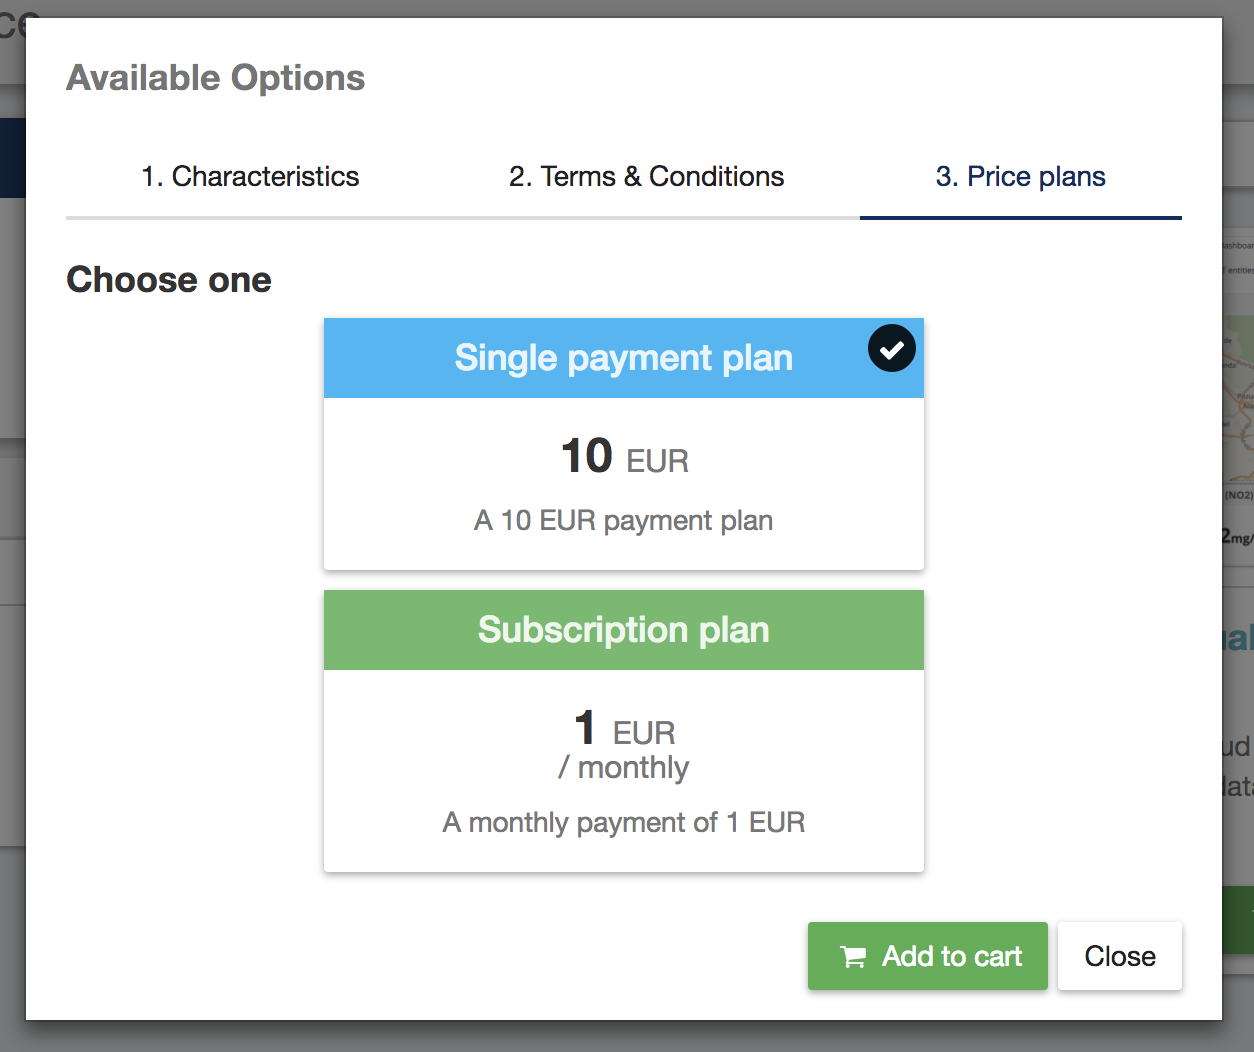 Available Options
1. Characteristics
2. Terms & Conditions
3. Price plans
Choose one
Single payment plan
10 EUR
A 10 EUR payment plan
Subscription plan
1 EUR
/ monthly
A monthly payment of 1 EUR
Add to cart
Close
(NO2)